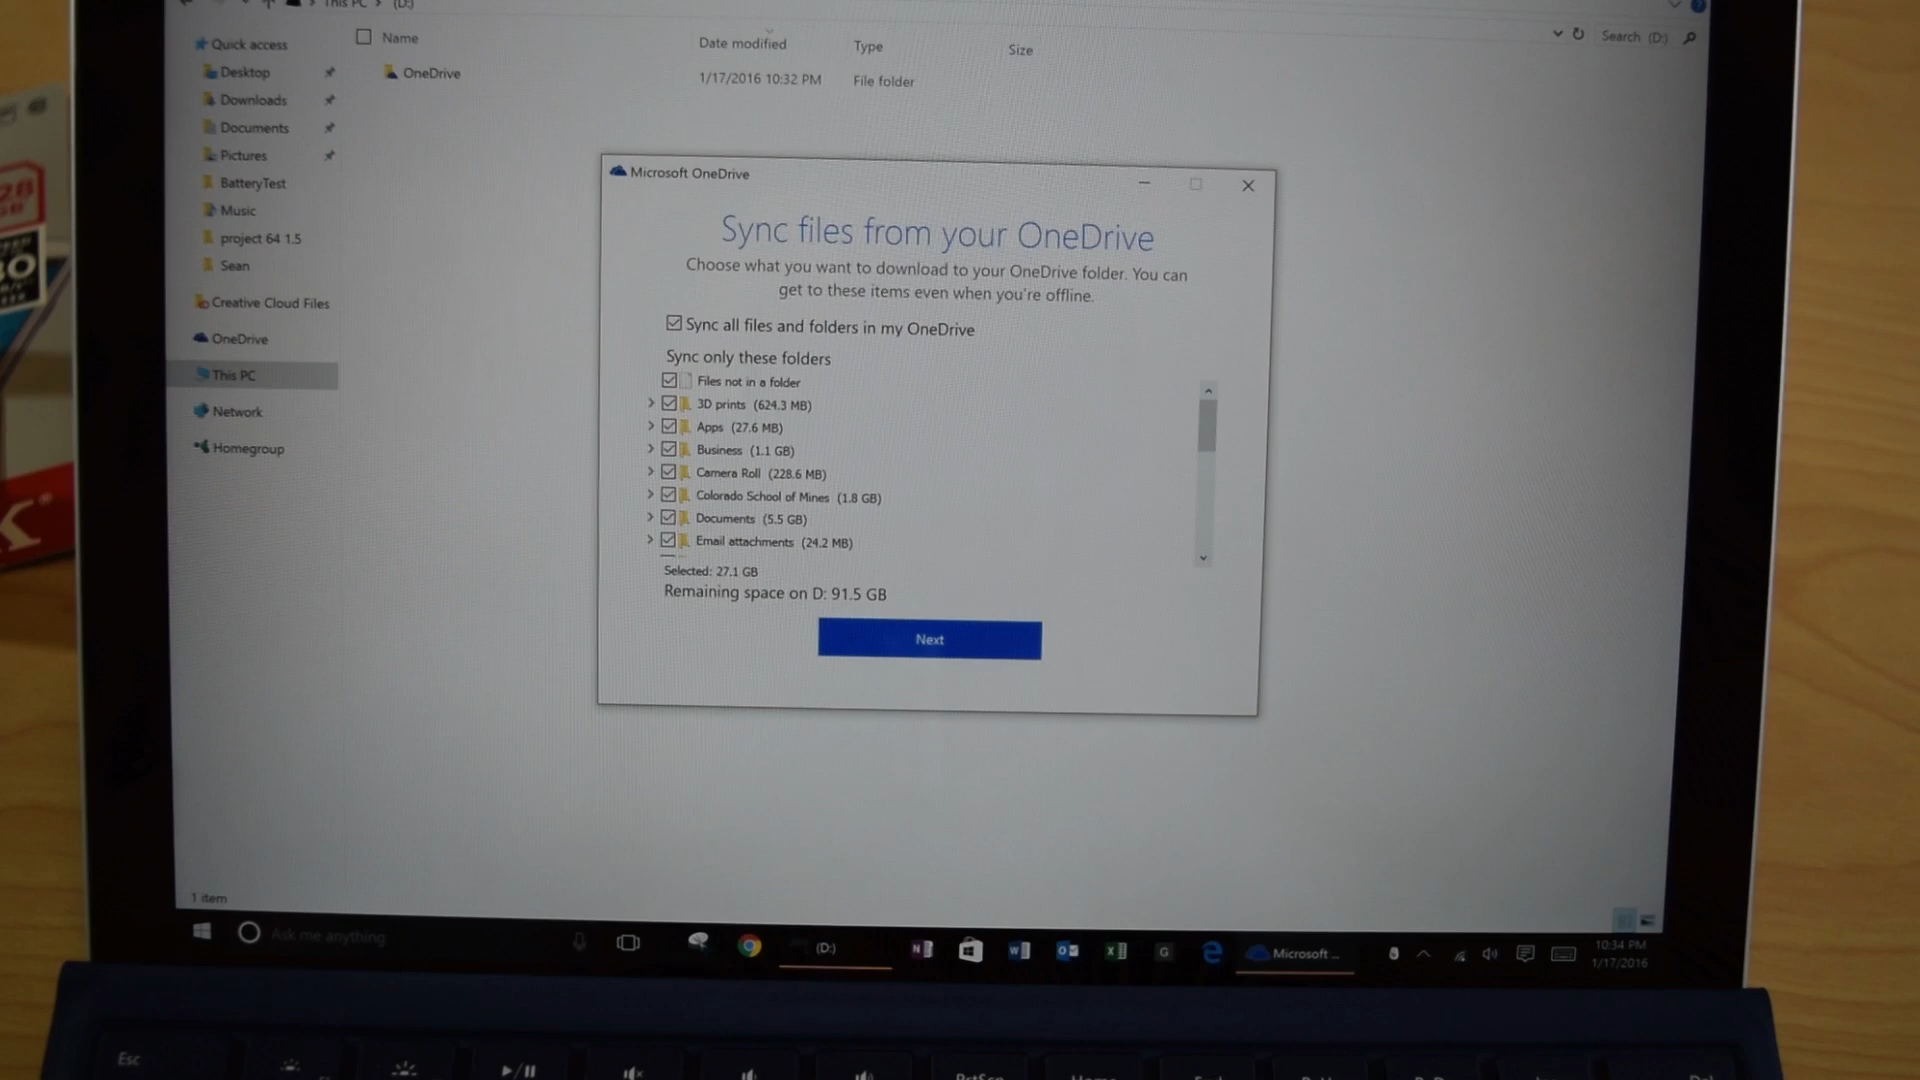 This PC > (D:)
Search (D:)
Name
Date modified
Type
Size
OneDrive
1/17/2016 10:32 PM
File folder
Quick access
Desktop
Downloads
Documents
Pictures
BatteryTest
Music
project 64 1.5
Sean
Creative Cloud Files
OneDrive
This PC
Network
Homegroup
Microsoft OneDrive
Sync files from your OneDrive
Choose what you want to download to your OneDrive folder. You can
get to these items even when you're offline.
Sync all files and folders in my OneDrive
Sync only these folders
Files not in a folder
3D prints (624.3 MB)
Apps (27.6 MB)
Business (1.1 GB)
Camera Roll (228.6 MB)
Colorado School of Mines (1.8 GB)
Documents (5.5 GB)
Email attachments (24.2 MB)
Selected: 27.1 GB
Remaining space on D: 91.5 GB
Next
1 item
Ask me anything
(D:)
Microsoft ...
10:34 PM
1/17/2016
Esc